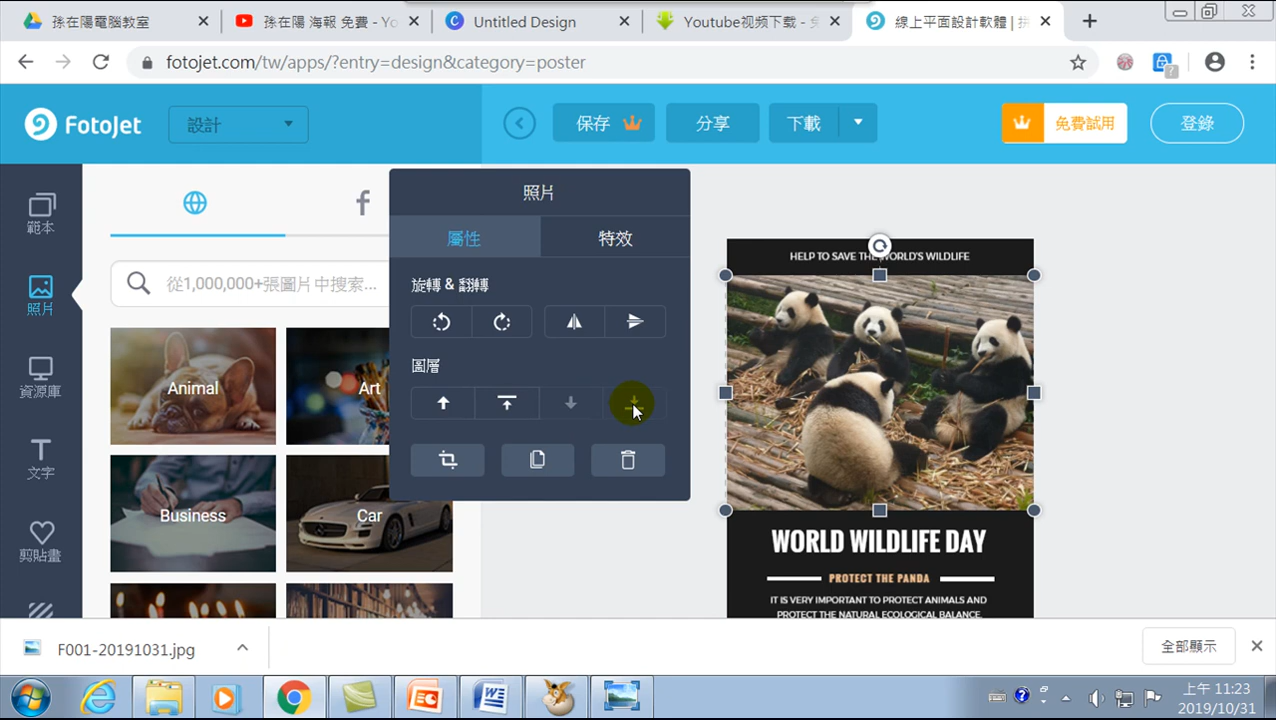 孫在陽電腦教室
孫在陽 海報 免費 - Yo
Untitled Design
Youtube视频下载 - 免
線上平面設計軟體 | 拼
fotojet.com/tw/apps/?entry=design&category=poster
FotoJet
設計
保存
分享
下載
免費試用
登錄
範本
照片
資源庫
文字
剪貼畫
從1,000,000+張圖片中搜索...
Animal
Art
Business
Car
照片
屬性
特效
旋轉 & 翻轉
圖層
HELP TO SAVE THE WORLD'S WILDLIFE
WORLD WILDLIFE DAY
PROTECT THE PANDA
IT IS VERY IMPORTANT TO PROTECT ANIMALS AND
PROTECT THE NATURAL ECOLOGICAL BALANCE.
F001-20191031.jpg
全部顯示
上午 11:23
2019/10/31